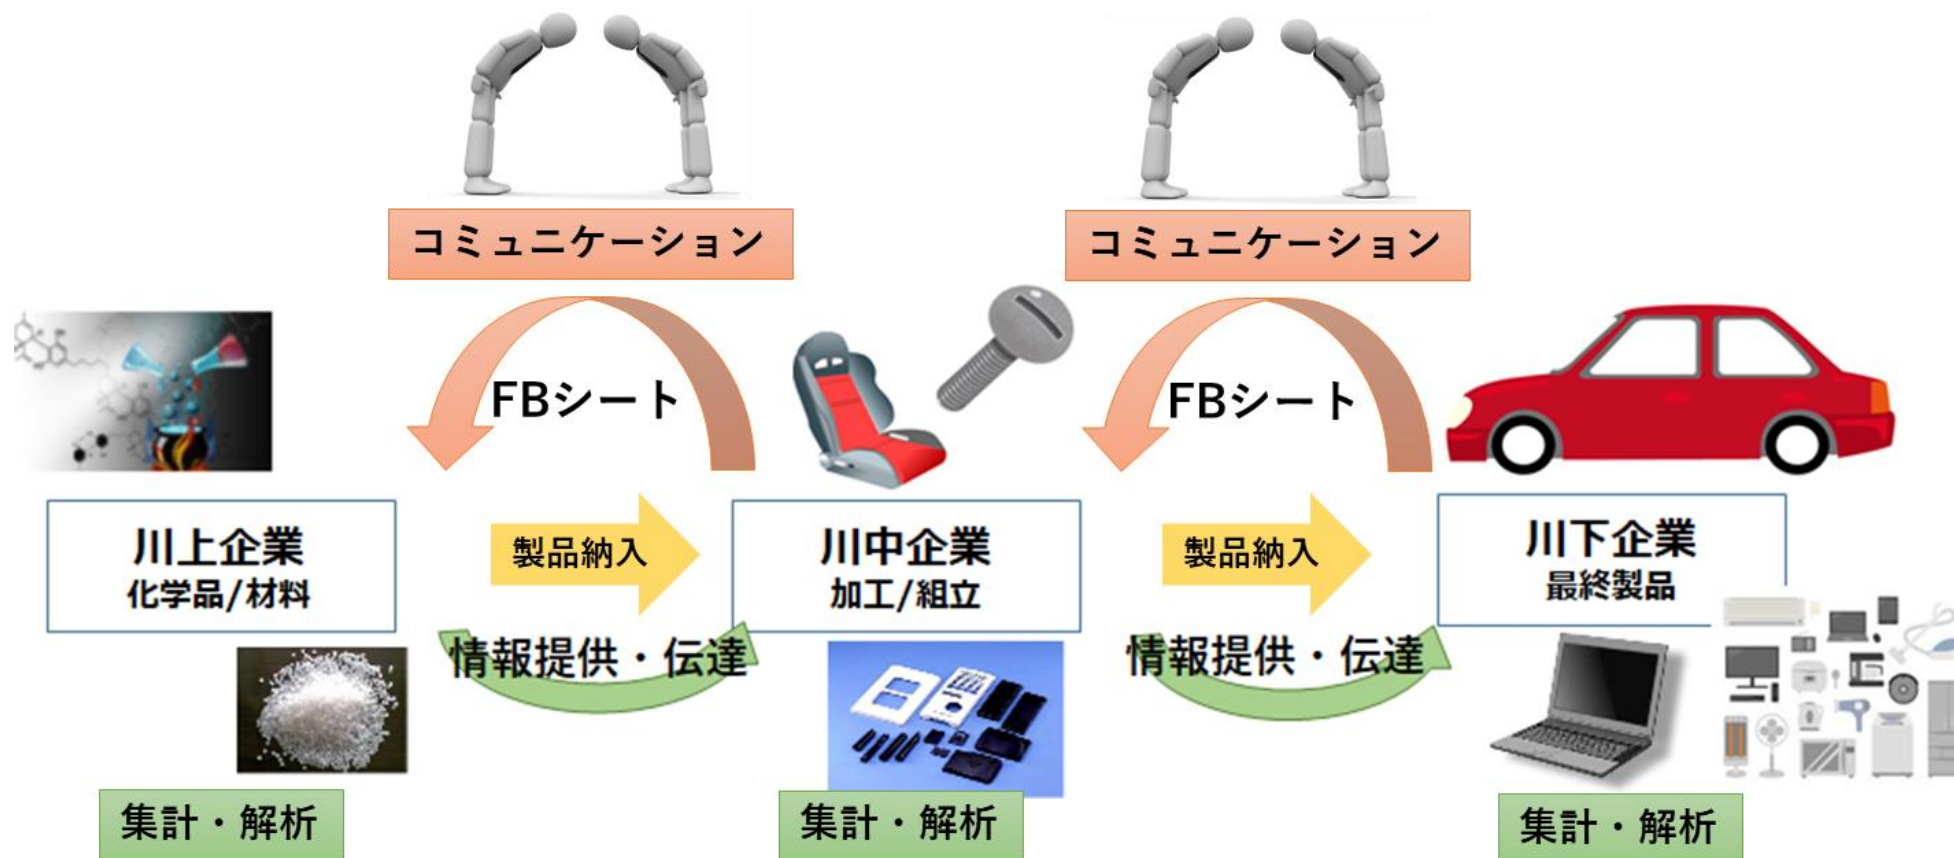 コミュニケーション
コミュニケーション
FBシート
FBシート
川上企業
化学品/材料
製品納入
川中企業
加工/組立
製品納入
川下企業
最終製品
情報提供・伝達
情報提供・伝達
集計・解析
集計・解析
集計・解析